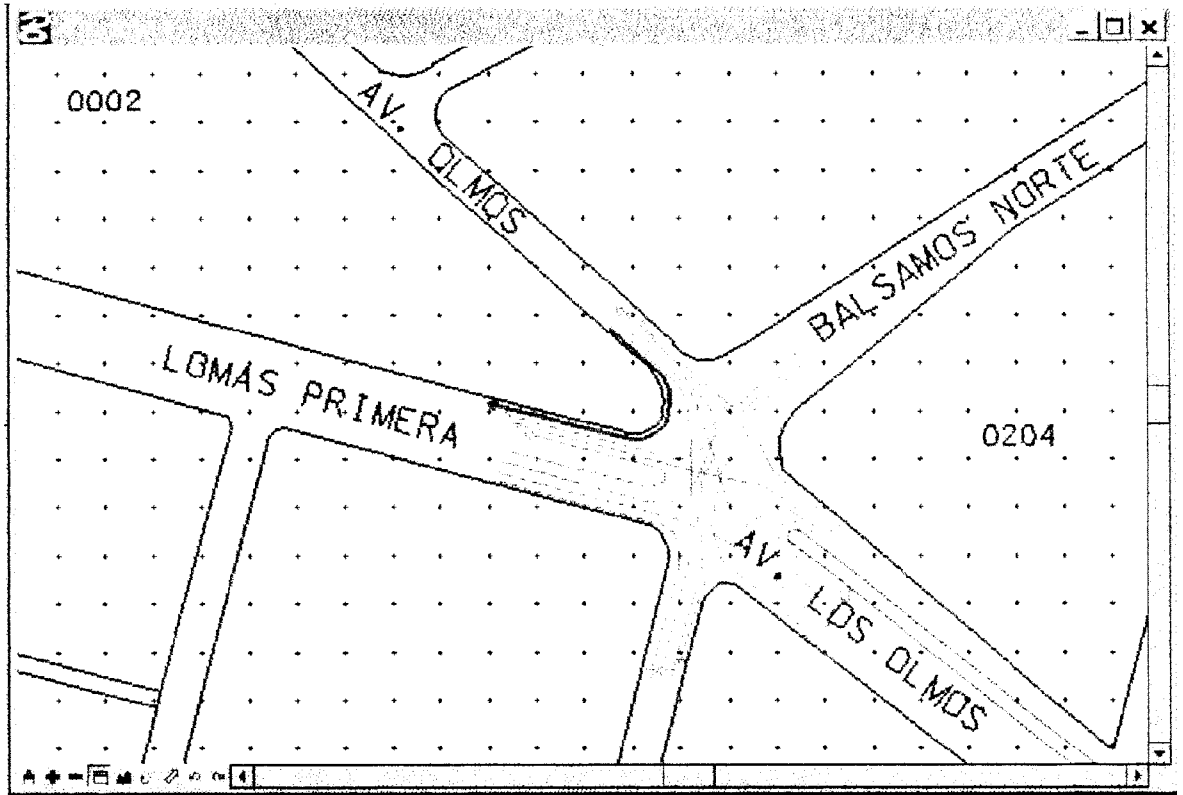 0002
AV. OLMOS
BALSAMOS NORTE
LOMAS PRIMERA
0204
AV. LOS OLMOS